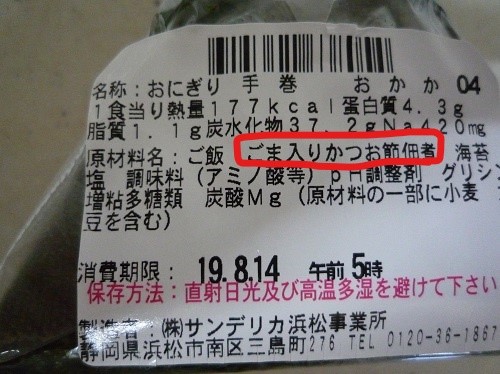 名称：おにぎり 手巻 おかか 04
1食当り熱量177kcal蛋白質4.3g
脂質1.1g炭水化物37.2gNa420mg
原材料名：ご飯 ごま入りかつお節佃煮 海苔
塩 調味料（アミノ酸等）pH調整剤 グリシン
増粘多糖類 炭酸Mg（原材料の一部に小麦
豆を含む）
消費期限： 19.8.14 午前 5時
保存方法：直射日光及び高温多湿を避けて下さい
製造者：㈱サンデリカ浜松事業所
静岡県浜松市南区三島町276 TEL 0120-36-1867